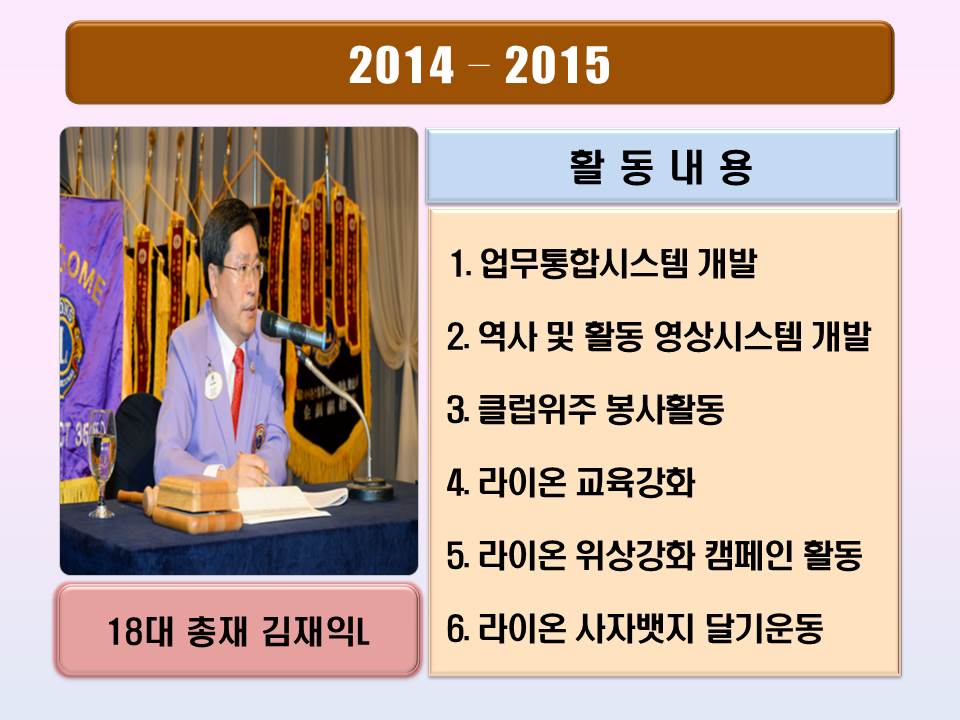 2014 – 2015
활 동 내 용
1. 업무통합시스템 개발
2. 역사 및 활동 영상시스템 개발
3. 클럽위주 봉사활동
4. 라이온 교육강화
5. 라이온 위상강화 캠페인 활동
6. 라이온 사자뱃지 달기운동
18대 총재 김재익L
COME
L
CT 35